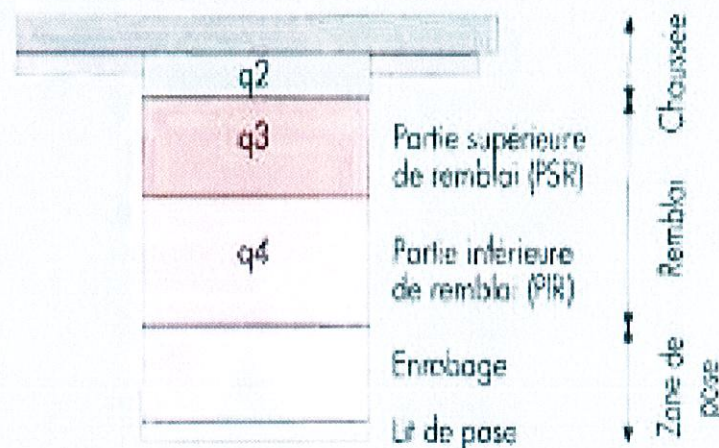 q2
q3
Partie supérieure
de remblai (PSR)
q4
Partie inférieure
de remblai (PIR)
Enrobage
Lit de pose
Chaussée
Remblai
Zone de
pose